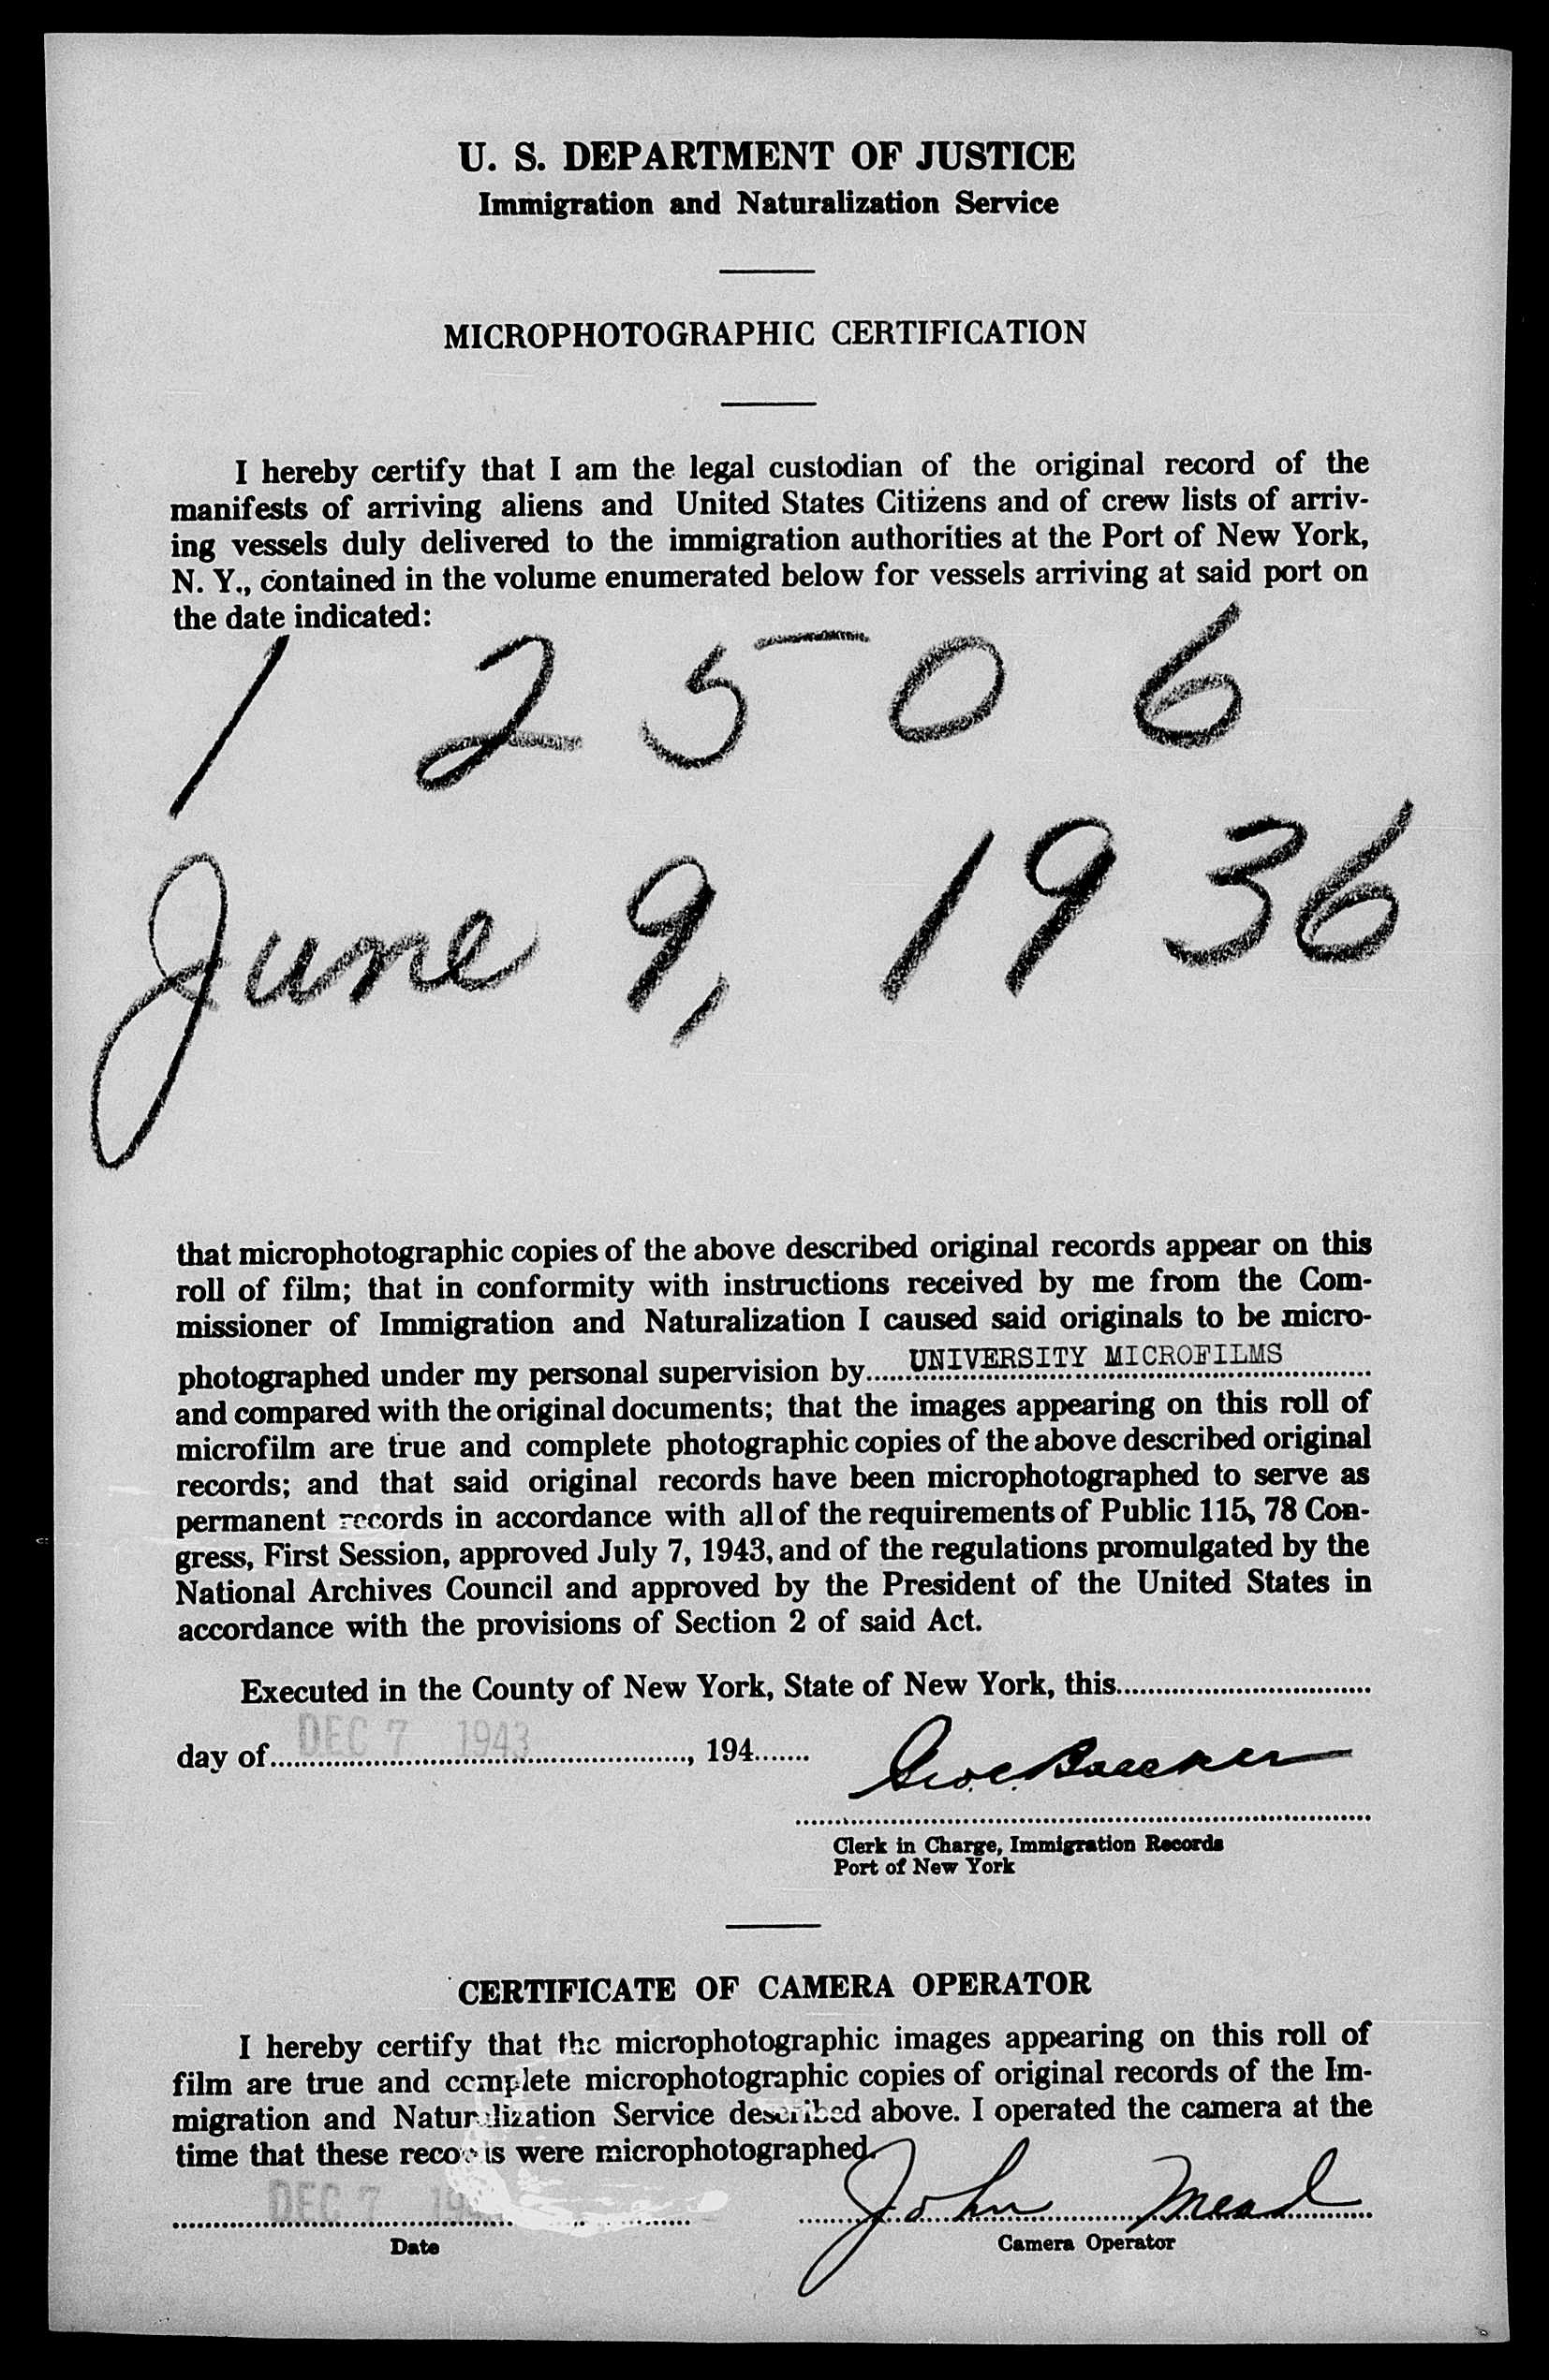 U. S. DEPARTMENT OF JUSTICE
Immigration and Naturalization Service
MICROPHOTOGRAPHIC CERTIFICATION
I hereby certify that I am the legal custodian of the original record of the
manifests of arriving aliens and United States Citizens and of crew lists of arriv-
ing vessels duly delivered to the immigration authorities at the Port of New York,
N. Y., contained in the volume enumerated below for vessels arriving at said port on
the date indicated:
1 2 5 0 6
June 9, 1936
that microphotographic copies of the above described original records appear on this
roll of film; that in conformity with instructions received by me from the Com-
missioner of Immigration and Naturalization I caused said originals to be micro-
photographed under my personal supervision by UNIVERSITY MICROFILMS
and compared with the original documents; that the images appearing on this roll of
microfilm are true and complete photographic copies of the above described original
records; and that said original records have been microphotographed to serve as
permanent records in accordance with all of the requirements of Public 115, 78 Con-
gress, First Session, approved July 7, 1943, and of the regulations promulgated by the
National Archives Council and approved by the President of the United States in
accordance with the provisions of Section 2 of said Act.
Executed in the County of New York, State of New York, this
day of DEC 7 1943, 194
Clerk in Charge, Immigration Records
Port of New York
CERTIFICATE OF CAMERA OPERATOR
I hereby certify that the microphotographic images appearing on this roll of
film are true and complete microphotographic copies of original records of the Im-
migration and Naturalization Service described above. I operated the camera at the
time that these records were microphotographed.
DEC 7 John Mead
Date Camera Operator